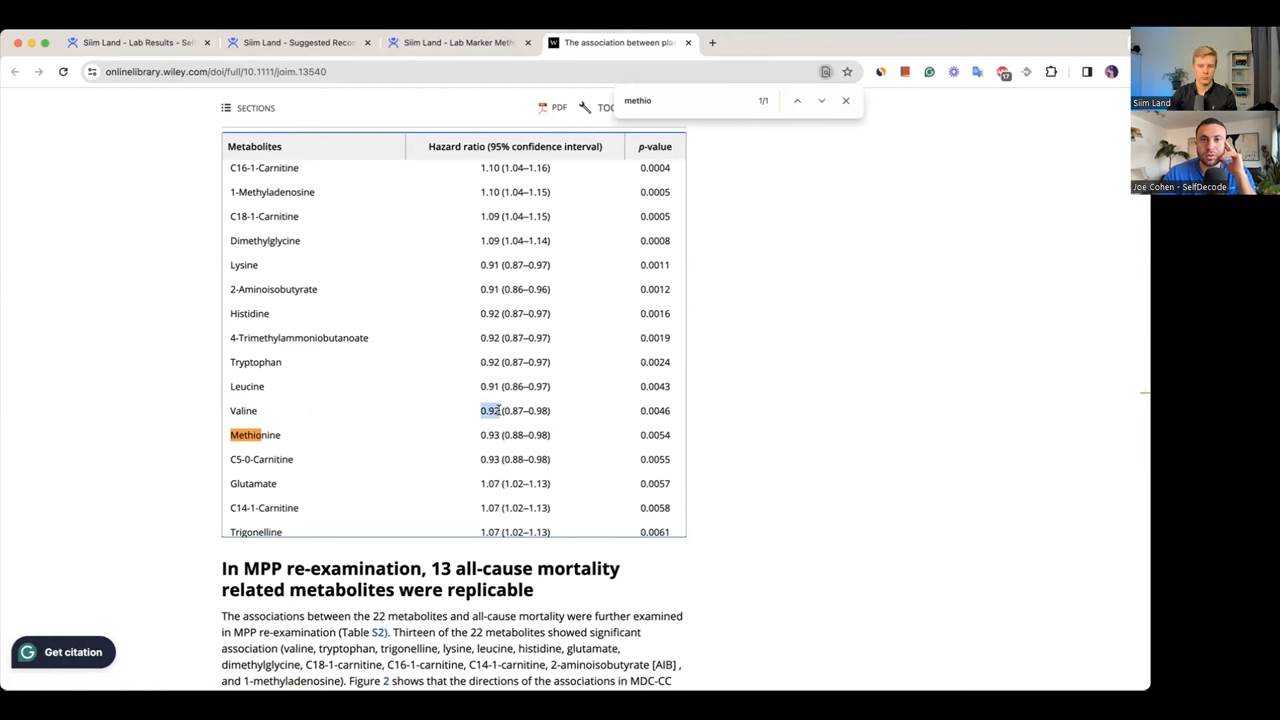 Siim Land - Lab Results - Sel
Siim Land - Suggested Recor
Siim Land - Lab Marker Meth
The association between pla
onlinelibrary.wiley.com/doi/full/10.1111/joim.13540
17
methio 1/1
SECTIONS PDF TOO
Metabolites Hazard ratio (95% confidence interval) p-value
C16-1-Carnitine 1.10 (1.04–1.16) 0.0004
1-Methyladenosine 1.10 (1.04–1.15) 0.0005
C18-1-Carnitine 1.09 (1.04–1.15) 0.0005
Dimethylglycine 1.09 (1.04–1.14) 0.0008
Lysine 0.91 (0.87–0.97) 0.0011
2-Aminoisobutyrate 0.91 (0.86–0.96) 0.0012
Histidine 0.92 (0.87–0.97) 0.0016
4-Trimethylammoniobutanoate 0.92 (0.87–0.97) 0.0019
Tryptophan 0.92 (0.87–0.97) 0.0024
Leucine 0.91 (0.86–0.97) 0.0043
Valine 0.92 (0.87–0.98) 0.0046
Methionine 0.93 (0.88–0.98) 0.0054
C5-0-Carnitine 0.93 (0.88–0.98) 0.0055
Glutamate 1.07 (1.02–1.13) 0.0057
C14-1-Carnitine 1.07 (1.02–1.13) 0.0058
Trigonelline 1.07 (1.02–1.13) 0.0061
In MPP re-examination, 13 all-cause mortality
related metabolites were replicable
The associations between the 22 metabolites and all-cause mortality were further examined
in MPP re-examination (Table S2). Thirteen of the 22 metabolites showed significant
association (valine, tryptophan, trigonelline, lysine, leucine, histidine, glutamate,
dimethylglycine, C18-1-carnitine, C16-1-carnitine, C14-1-carnitine, 2-aminoisobutyrate [AIB] ,
and 1-methyladenosine). Figure 2 shows that the directions of the associations in MDC-CC
Get citation
Siim Land
Joe Cohen - SelfDecode